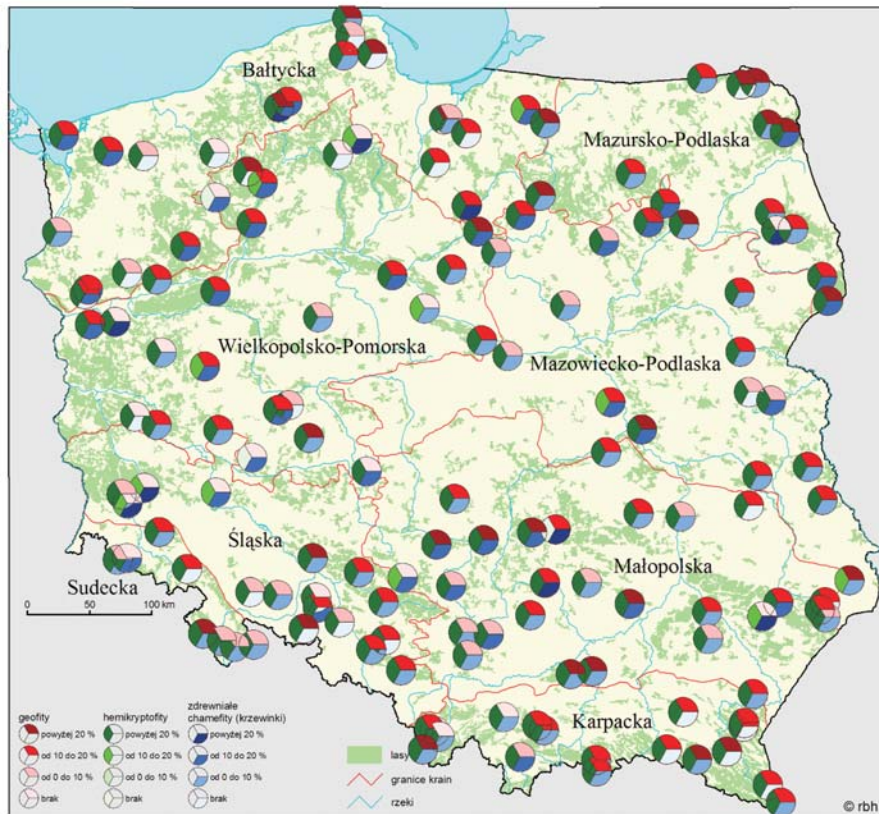 Bałtycka
Mazursko-Podlaska
Wielkopolsko-Pomorska
Mazowiecko-Podlaska
Śląska
Małopolska
Sudecka
0 50 100 km
Karpacka
geofity
powyżej 20 %
od 10 do 20 %
od 0 do 10 %
brak
hemikryptofity
powyżej 20 %
od 10 do 20 %
od 0 do 10 %
brak
zdrewniałe
chamefity (krzewinki)
powyżej 20 %
od 10 do 20 %
od 0 do 10 %
brak
lasy
granice krain
rzeki
© rbh